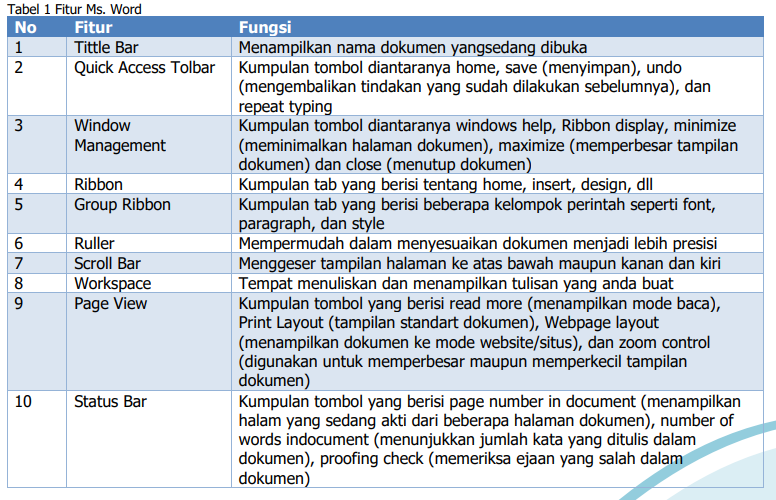 Tabel 1 Fitur Ms. Word
No Fitur Fungsi
1 Tittle Bar Menampilkan nama dokumen yangsedang dibuka
2 Quick Access Tolbar Kumpulan tombol diantaranya home, save (menyimpan), undo
(mengembalikan tindakan yang sudah dilakukan sebelumnya), dan
repeat typing
3 Window Kumpulan tombol diantaranya windows help, Ribbon display, minimize
Management (meminimalkan halaman dokumen), maximize (memperbesar tampilan
dokumen) dan close (menutup dokumen)
4 Ribbon Kumpulan tab yang berisi tentang home, insert, design, dll
5 Group Ribbon Kumpulan tab yang berisi beberapa kelompok perintah seperti font,
paragraph, dan style
6 Ruller Mempermudah dalam menyesuaikan dokumen menjadi lebih presisi
7 Scroll Bar Menggeser tampilan halaman ke atas bawah maupun kanan dan kiri
8 Workspace Tempat menuliskan dan menampilkan tulisan yang anda buat
9 Page View Kumpulan tombol yang berisi read more (menampilkan mode baca),
Print Layout (tampilan standart dokumen), Webpage layout
(menampilkan dokumen ke mode website/situs), dan zoom control
(digunakan untuk memperbesar maupun memperkecil tampilan
dokumen)
10 Status Bar Kumpulan tombol yang berisi page number in document (menampilkan
halam yang sedang akti dari beberapa halaman dokumen), number of
words indocument (menunjukkan jumlah kata yang ditulis dalam
dokumen), proofing check (memeriksa ejaan yang salah dalam
dokumen)